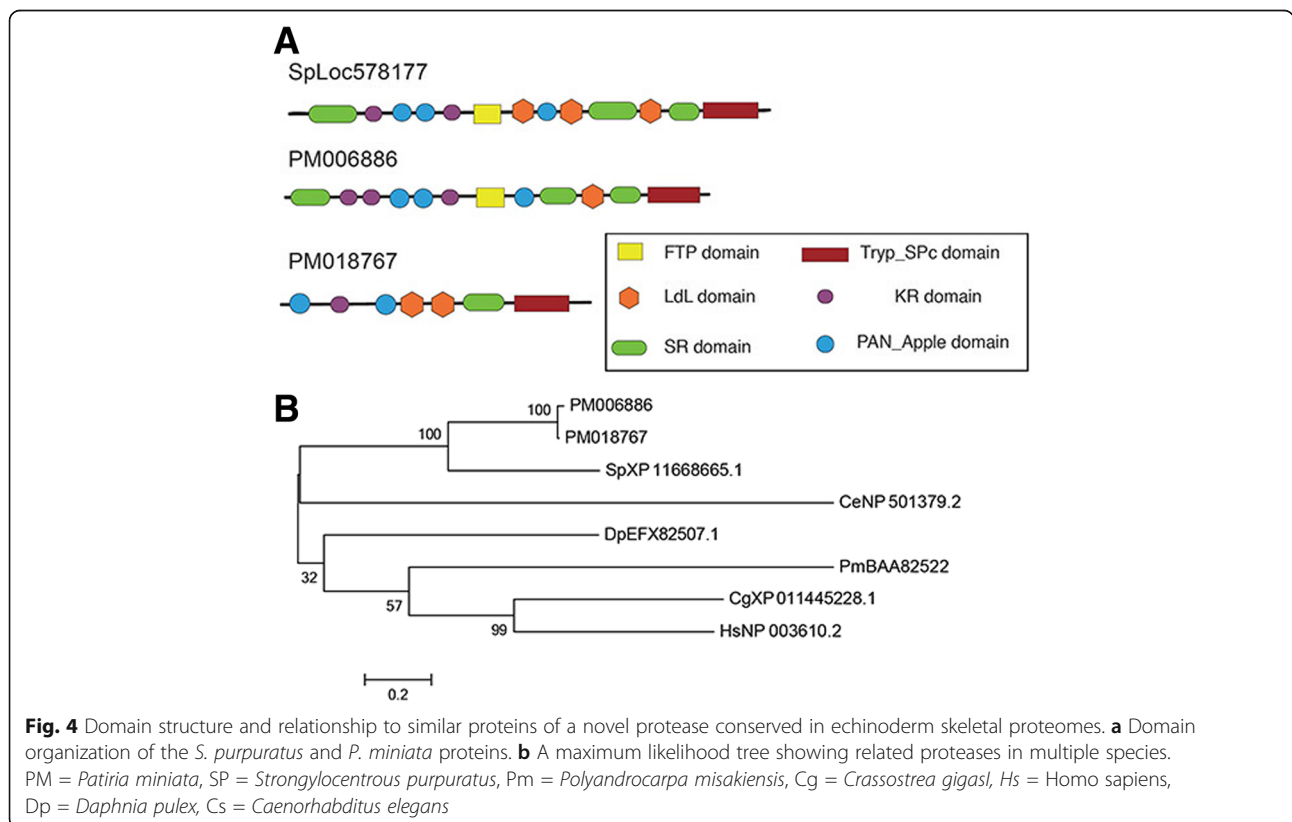 A
SpLoc578177
PM006886
PM018767
FTP domain
Tryp_SPc domain
LdL domain
KR domain
SR domain
PAN_Apple domain
B
100
PM006886
100
PM018767
SpXP 11668665.1
CeNP 501379.2
DpEFX82507.1
32
PmBAA82522
57
CgXP 011445228.1
99
HsNP 003610.2
0.2
Fig. 4 Domain structure and relationship to similar proteins of a novel protease conserved in echinoderm skeletal proteomes. a Domain
organization of the S. purpuratus and P. miniata proteins. b A maximum likelihood tree showing related proteases in multiple species.
PM = Patiria miniata, SP = Strongylocentrous purpuratus, Pm = Polyandrocarpa misakiensis, Cg = Crassostrea gigasl, Hs = Homo sapiens,
Dp = Daphnia pulex, Cs = Caenorhabditus elegans